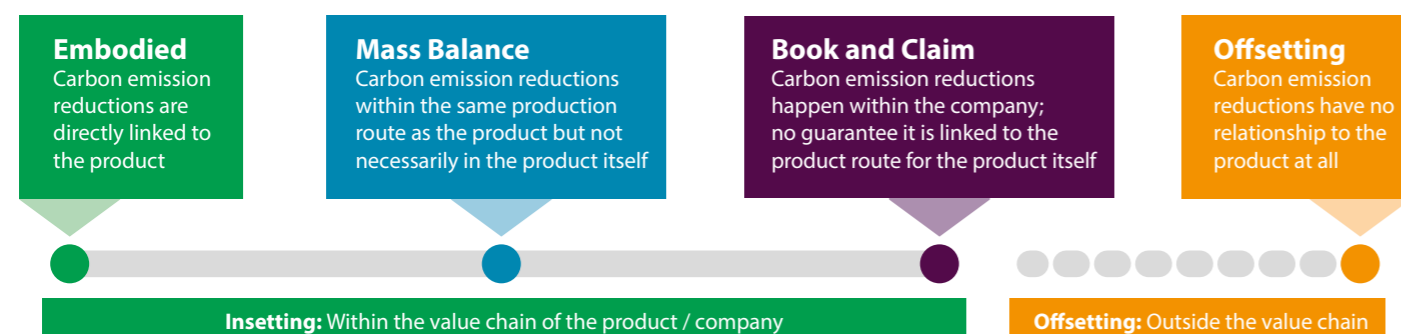 Embodied
Carbon emission
reductions are
directly linked to
the product
Mass Balance
Carbon emission reductions
within the same production
route as the product but not
necessarily in the product itself
Book and Claim
Carbon emission reductions
happen within the company;
no guarantee it is linked to the
product route for the product itself
Offsetting
Carbon emission
reductions have no
relationship to the
product at all
Insetting: Within the value chain of the product / company
Offsetting: Outside the value chain